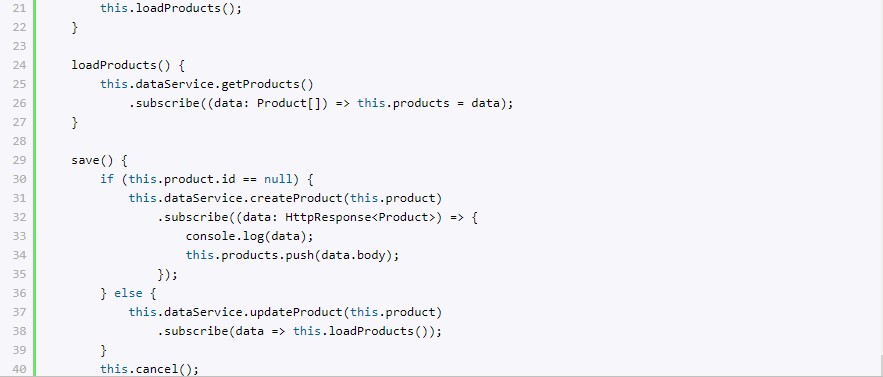 21 this.loadProducts();
22 }
23
24 loadProducts() {
25 this.dataService.getProducts()
26 .subscribe((data: Product[]) => this.products = data);
27 }
28
29 save() {
30 if (this.product.id == null) {
31 this.dataService.createProduct(this.product)
32 .subscribe((data: HttpResponse<Product>) => {
33 console.log(data);
34 this.products.push(data.body);
35 });
36 } else {
37 this.dataService.updateProduct(this.product)
38 .subscribe(data => this.loadProducts());
39 }
40 this.cancel();